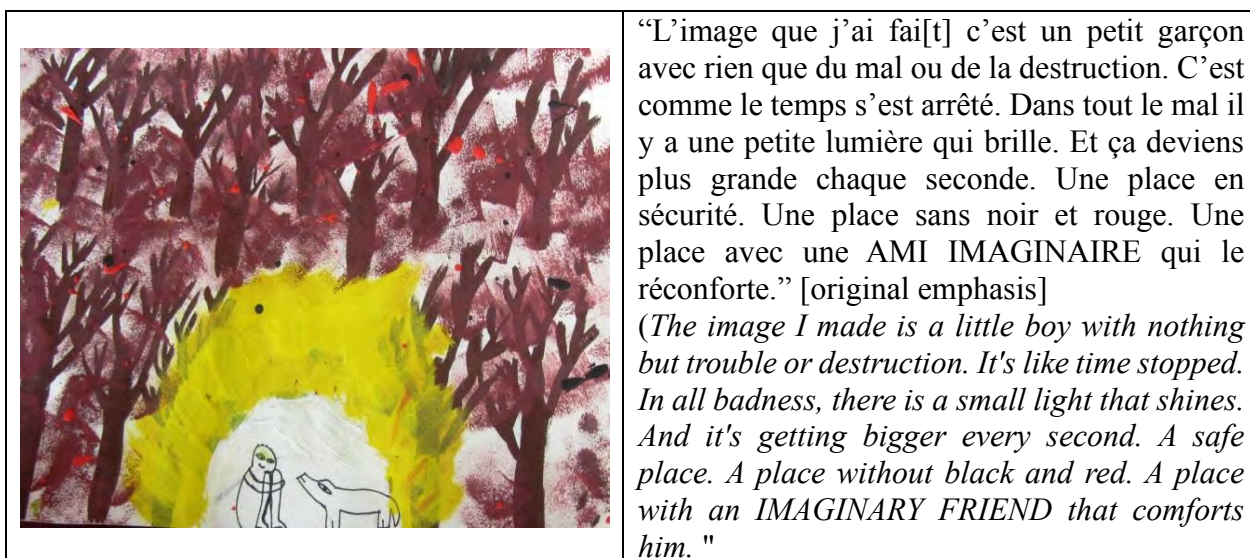 “L’image que j’ai fai[t] c’est un petit garçon
avec rien que du mal ou de la destruction. C’est
comme le temps s’est arrêté. Dans tout le mal il
y a une petite lumière qui brille. Et ça deviens
plus grande chaque seconde. Une place en
sécurité. Une place sans noir et rouge. Une
place avec une AMI IMAGINAIRE qui le
réconforte.” [original emphasis]
(The image I made is a little boy with nothing
but trouble or destruction. It's like time stopped.
In all badness, there is a small light that shines.
And it's getting bigger every second. A safe
place. A place without black and red. A place
with an IMAGINARY FRIEND that comforts
him. "